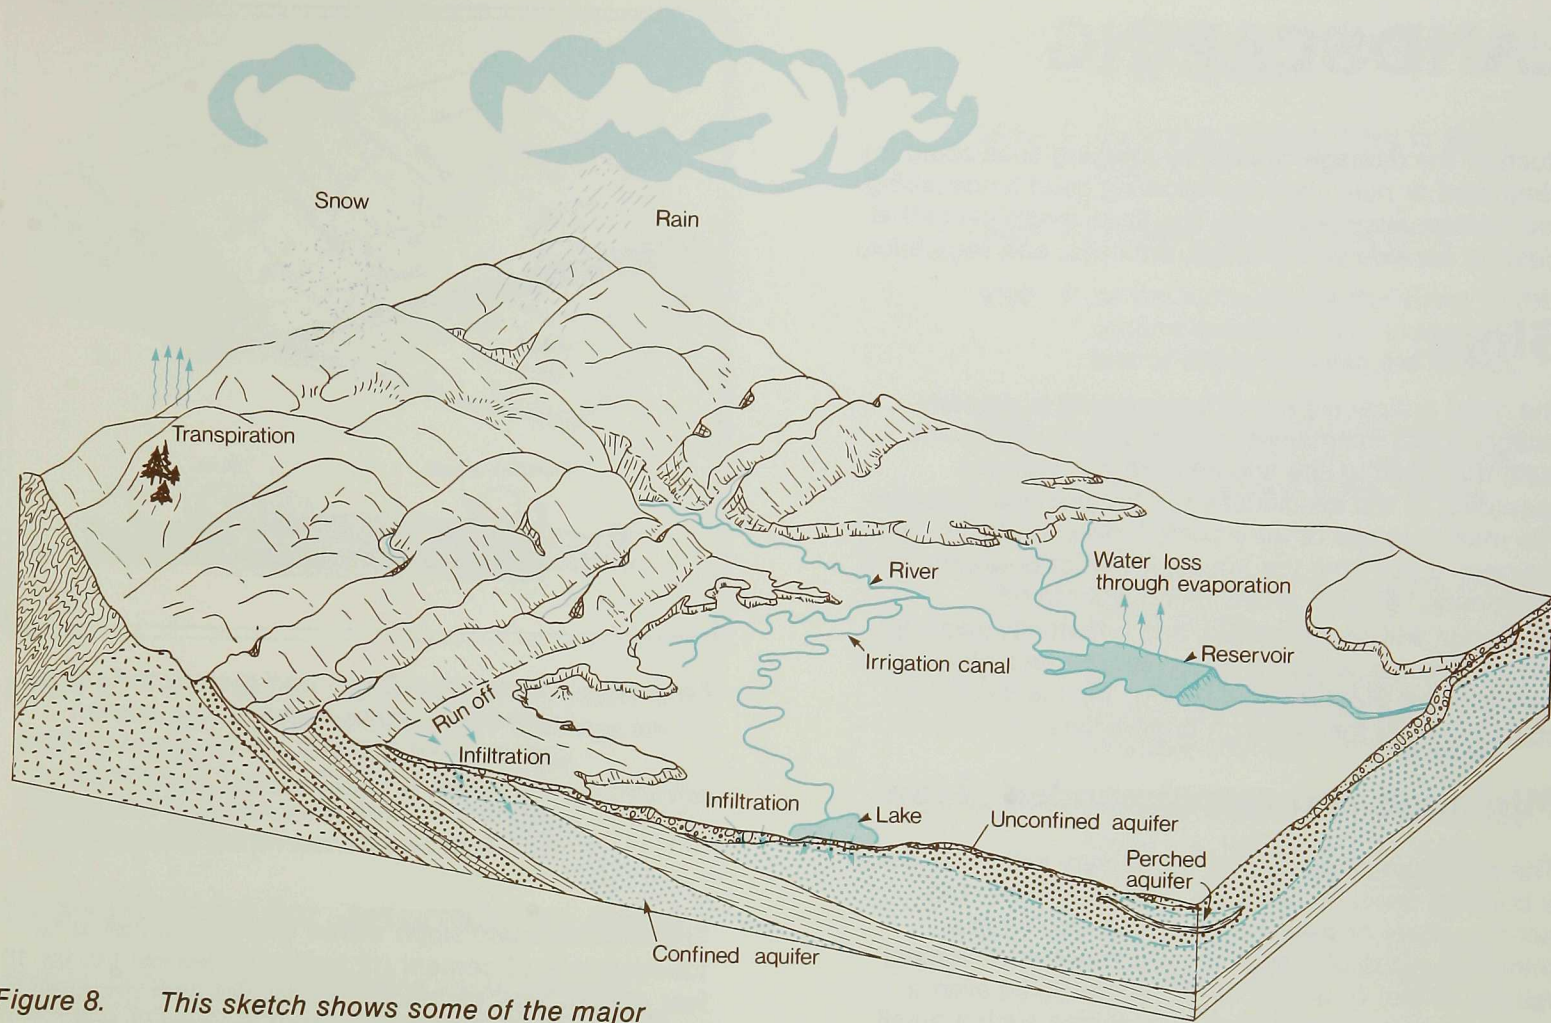 Snow
Rain
Transpiration
River
Water loss
through evaporation
Irrigation canal
Reservoir
Run off
Infiltration
Infiltration
Lake
Unconfined aquifer
Perched
aquifer
Confined aquifer
Figure 8. This sketch shows some of the major